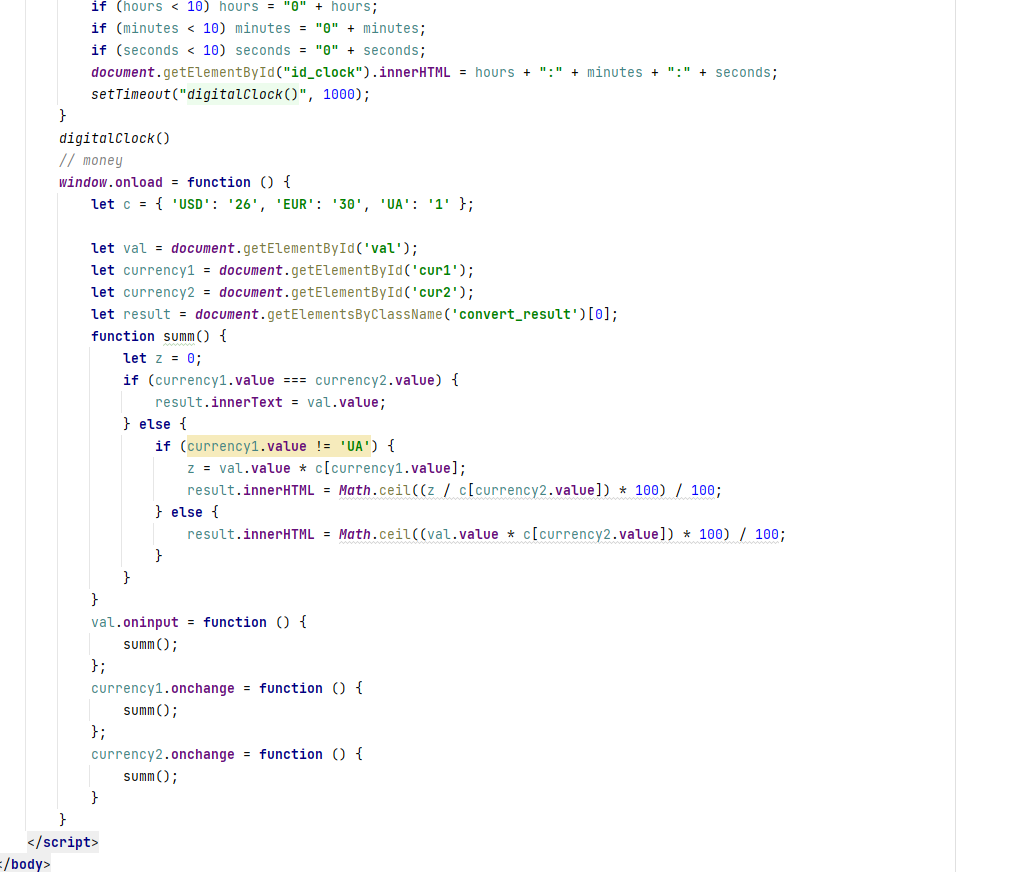 if (hours < 10) hours = "0" + hours;
if (minutes < 10) minutes = "0" + minutes;
if (seconds < 10) seconds = "0" + seconds;
document.getElementById("id_clock").innerHTML = hours + ":" + minutes + ":" + seconds;
setTimeout("digitalClock()", 1000);
}
digitalClock()
// money
window.onload = function () {
let c = { 'USD': '26', 'EUR': '30', 'UA': '1' };
let val = document.getElementById('val');
let currency1 = document.getElementById('cur1');
let currency2 = document.getElementById('cur2');
let result = document.getElementsByClassName('convert_result')[0];
function summ() {
let z = 0;
if (currency1.value === currency2.value) {
result.innerText = val.value;
} else {
if (currency1.value != 'UA') {
z = val.value * c[currency1.value];
result.innerHTML = Math.ceil((z / c[currency2.value]) * 100) / 100;
} else {
result.innerHTML = Math.ceil((val.value * c[currency2.value]) * 100) / 100;
}
}
}
val.oninput = function () {
summ();
};
currency1.onchange = function () {
summ();
};
currency2.onchange = function () {
summ();
}
}
</script>
</body>